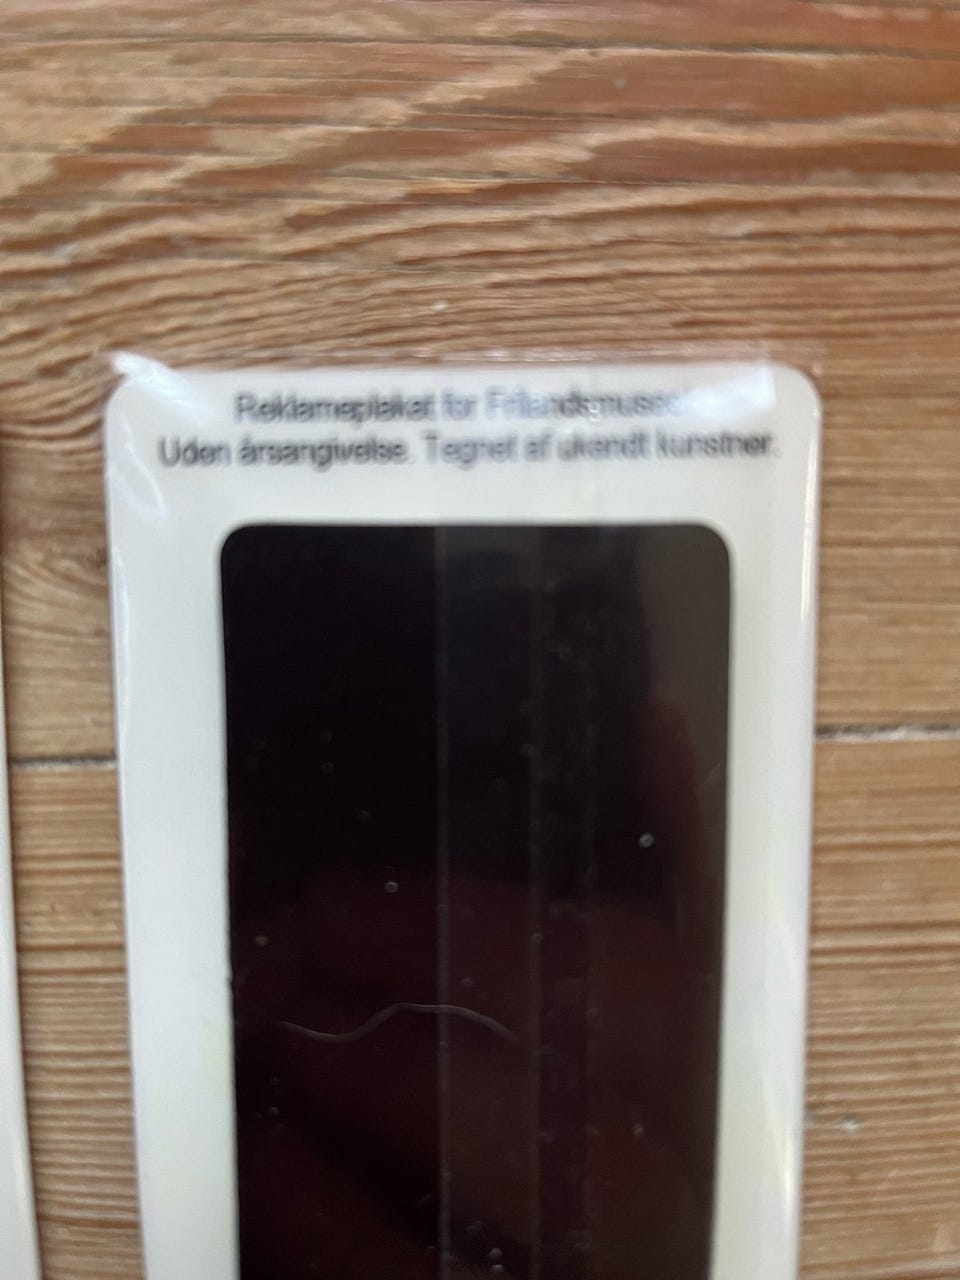 Reklameplakat for Frilandsmuseet
Uden årsangivelse. Tegnet af ukendt kunstner.